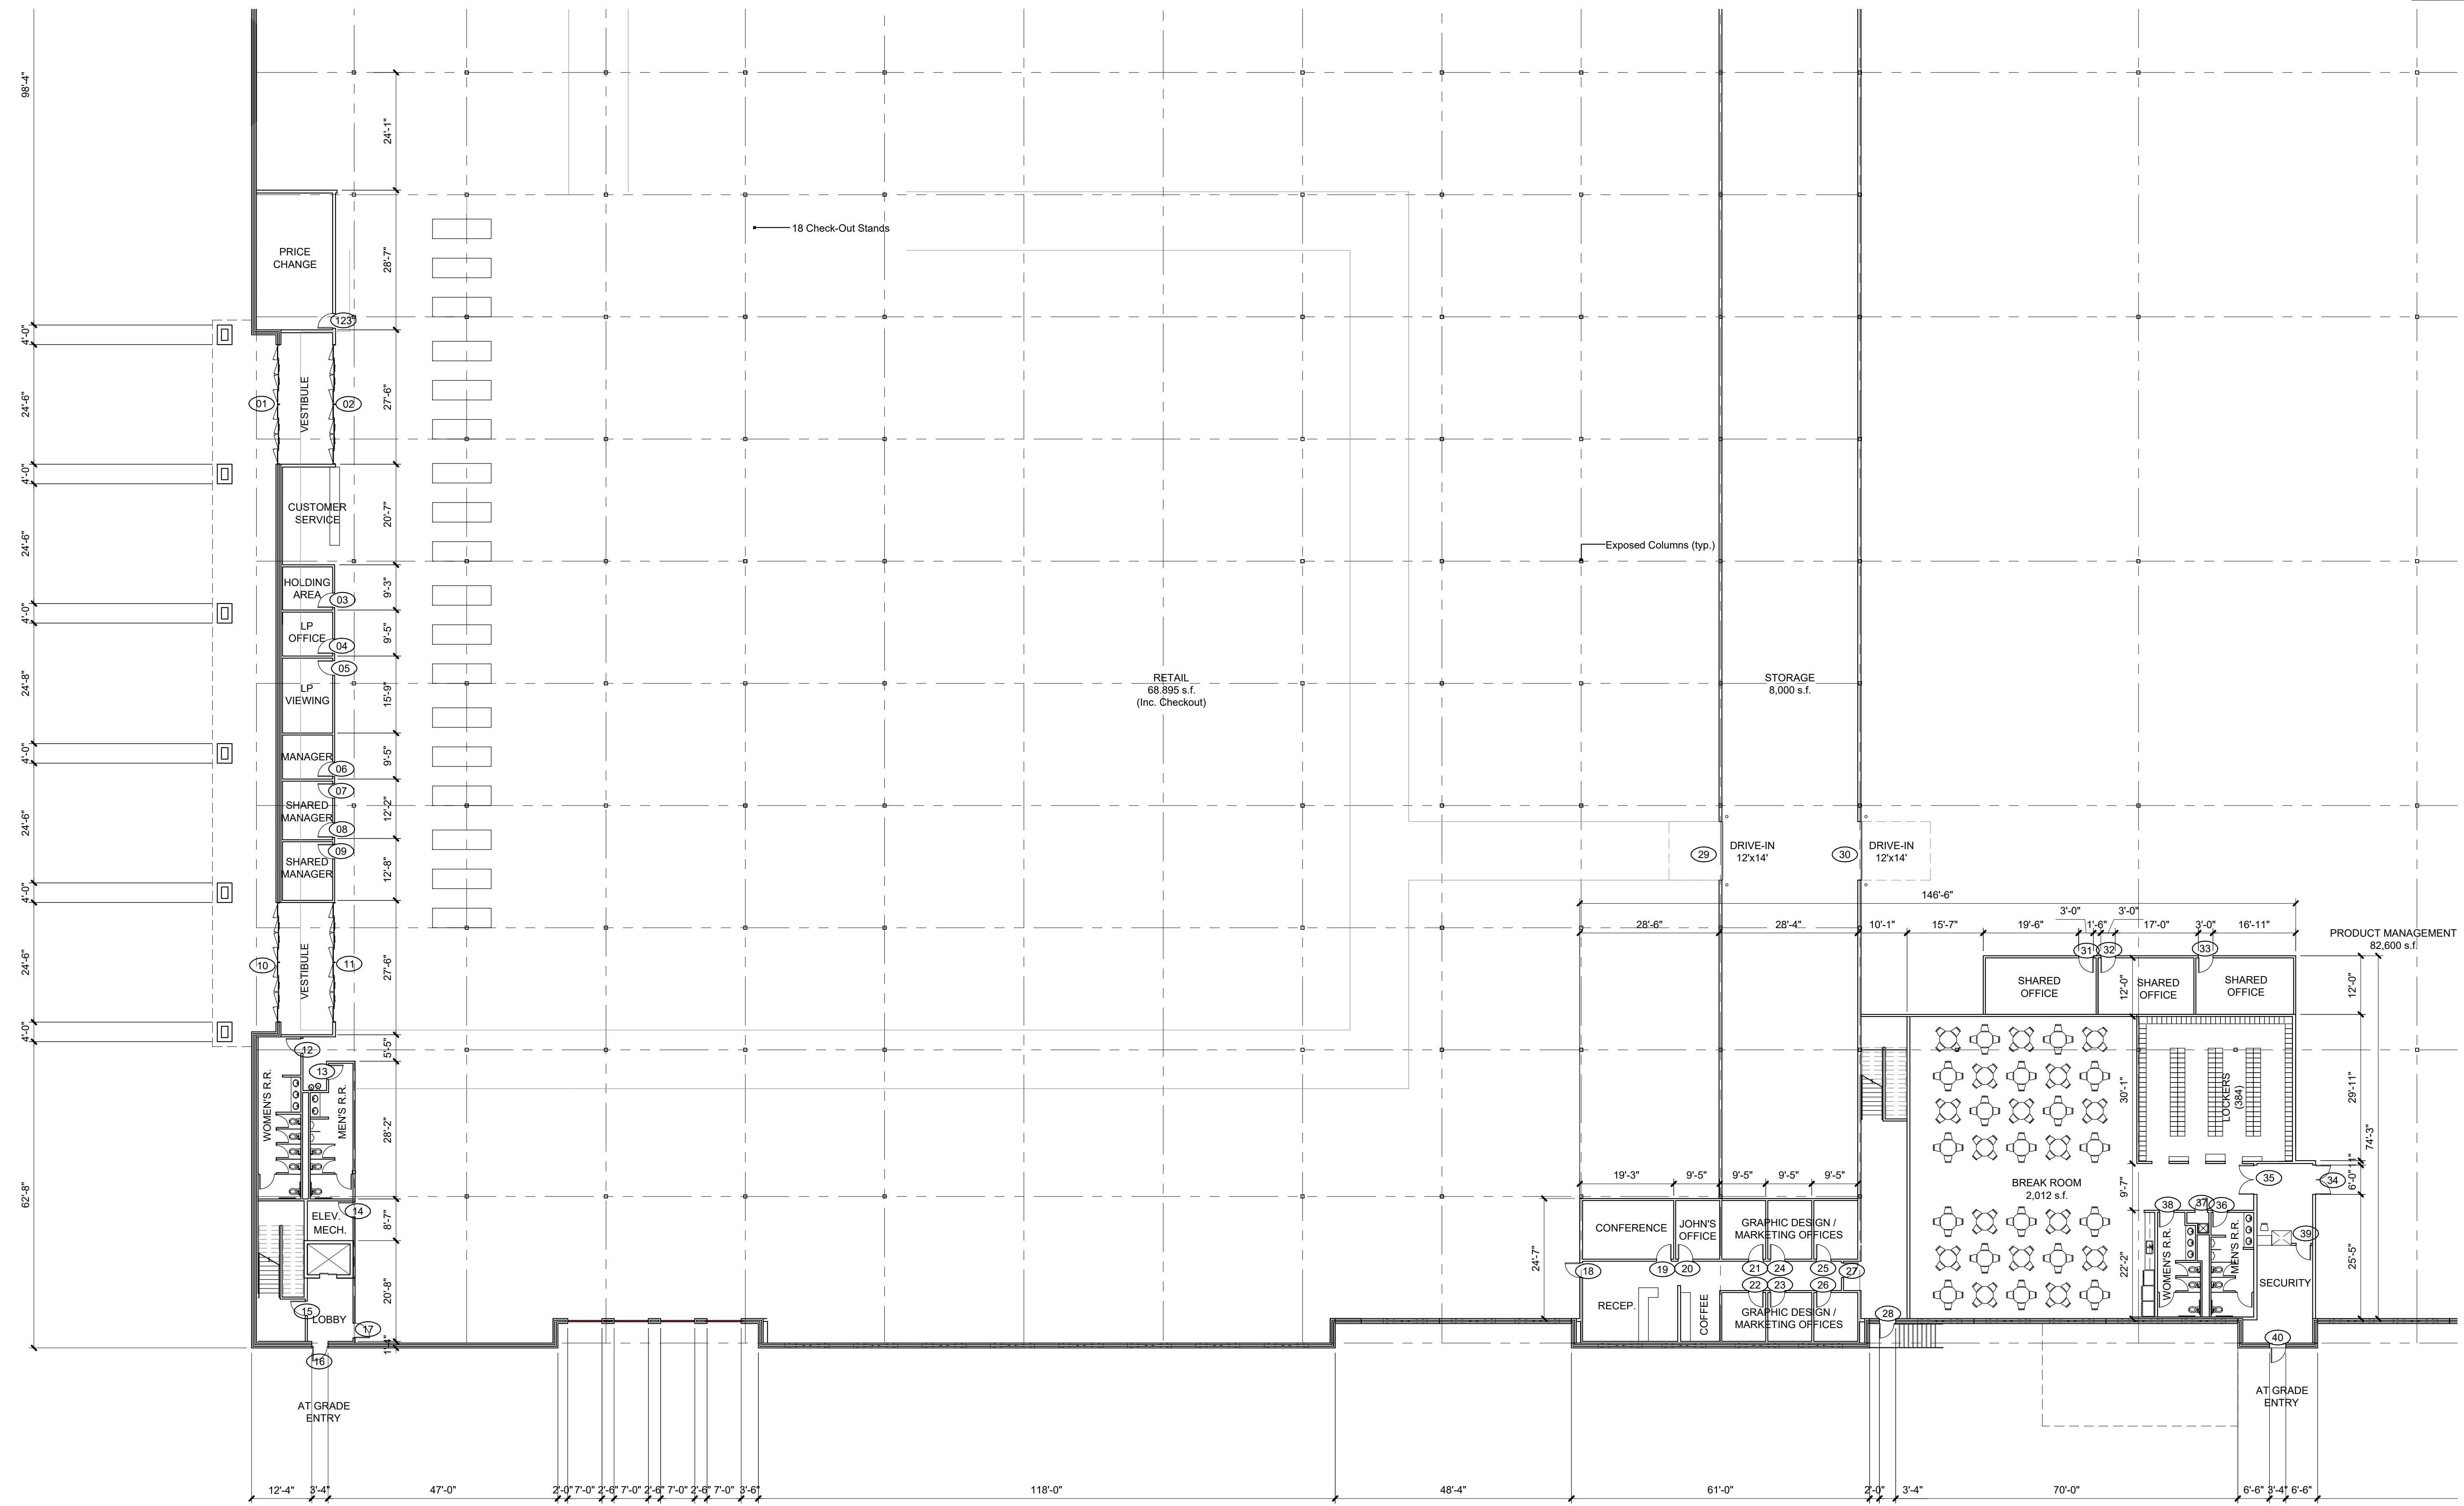 98'-4"
4'-0"
24'-6"
4'-0"
24'-6"
4'-0"
24'-8"
4'-0"
24'-6"
4'-0"
24'-6"
4'-0"
62'-8"
24'-1"
28'-7"
27'-6"
20'-7"
9'-3"
9'-5"
15'-9"
9'-5"
12'-2"
12'-8"
27'-6"
5'-5"
28'-2"
8'-7"
20'-8"
1'-4"
PRICE
CHANGE
123
01
VESTIBULE
02
CUSTOMER
SERVICE
HOLDING
AREA
03
LP
OFFICE
04
05
LP
VIEWING
MANAGER
06
07
SHARED
MANAGER
08
09
SHARED
MANAGER
10
VESTIBULE
11
12
13
WOMEN'S R.R.
MEN'S R.R.
14
ELEV.
MECH.
15
LOBBY
17
16
AT GRADE
ENTRY
18 Check-Out Stands
Exposed Columns (typ.)
RETAIL
68.895 s.f.
(Inc. Checkout)
STORAGE
8,000 s.f.
29
DRIVE-IN
12'x14'
30
DRIVE-IN
12'x14'
146'-6"
3'-0"
3'-0"
28'-6"
28'-4"
10'-1"
15'-7"
19'-6"
1'-6"
17'-0"
3'-0"
16'-11"
PRODUCT MANAGEMENT
82,600 s.f.
31
32
33
SHARED
OFFICE
12'-0"
SHARED
OFFICE
SHARED
OFFICE
12'-0"
30'-1"
LOCKERS
(384)
29'-11"
74'-3"
11"
6'-0"
9'-7"
22'-2"
25'-5"
BREAK ROOM
2,012 s.f.
35
34
38
37
36
39
WOMEN'S R.R.
MEN'S R.R.
SECURITY
40
AT GRADE
ENTRY
19'-3"
9'-5"
9'-5"
9'-5"
9'-5"
24'-7"
CONFERENCE
JOHN'S
OFFICE
GRAPHIC DESIGN /
MARKETING OFFICES
18
19
20
21
24
25
27
22
23
26
RECEP.
COFFEE
GRAPHIC DESIGN /
MARKETING OFFICES
28
12'-4"
3'-4"
47'-0"
2'-0"
7'-0"
2'-6"
7'-0"
2'-6"
7'-0"
2'-6"
7'-0"
3'-6"
118'-0"
48'-4"
61'-0"
2'-0"
3'-4"
70'-0"
6'-6"
3'-4"
6'-6"